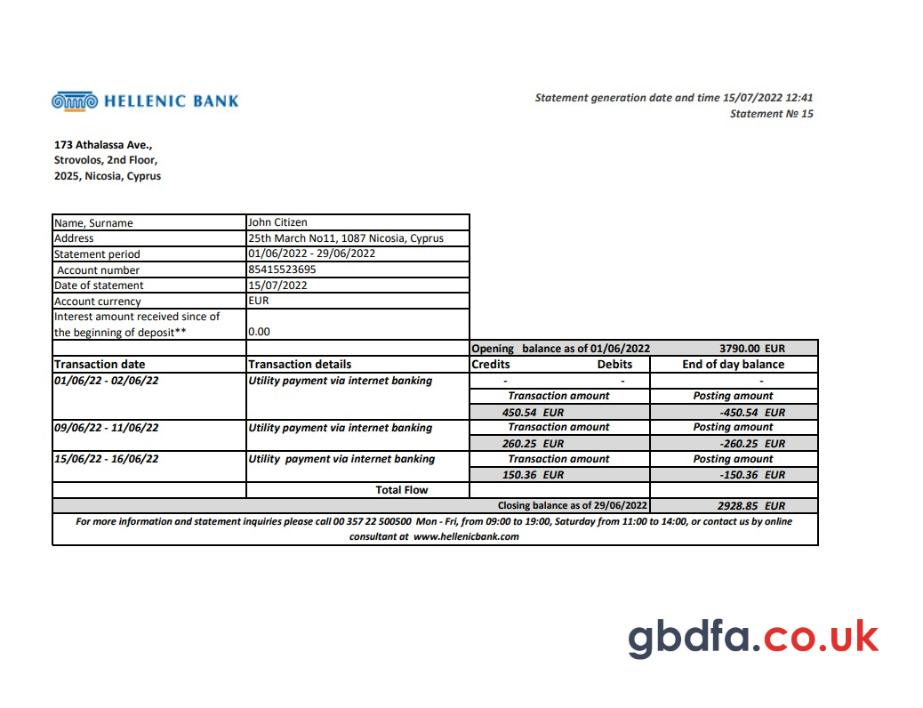 HELLENIC BANK
Statement generation date and time 15/07/2022 12:41
Statement № 15
173 Athalassa Ave.,
Strovolos, 2nd Floor,
2025, Nicosia, Cyprus
Name, Surname John Citizen
Address 25th March No11, 1087 Nicosia, Cyprus
Statement period 01/06/2022 - 29/06/2022
Account number 85415523695
Date of statement 15/07/2022
Account currency EUR
Interest amount received since of
the beginning of deposit** 0.00
Opening balance as of 01/06/2022 3790.00 EUR
Transaction date Transaction details Credits Debits End of day balance
01/06/22 - 02/06/22 Utility payment via internet banking - - -
Transaction amount Posting amount
450.54 EUR -450.54 EUR
09/06/22 - 11/06/22 Utility payment via internet banking Transaction amount Posting amount
260.25 EUR -260.25 EUR
15/06/22 - 16/06/22 Utility payment via internet banking Transaction amount Posting amount
150.36 EUR -150.36 EUR
Total Flow
Closing balance as of 29/06/2022 2928.85 EUR
For more information and statement inquiries please call 00 357 22 500500 Mon - Fri, from 09:00 to 19:00, Saturday from 11:00 to 14:00, or contact us by online
consultant at www.hellenicbank.com
gbdfa.co.uk